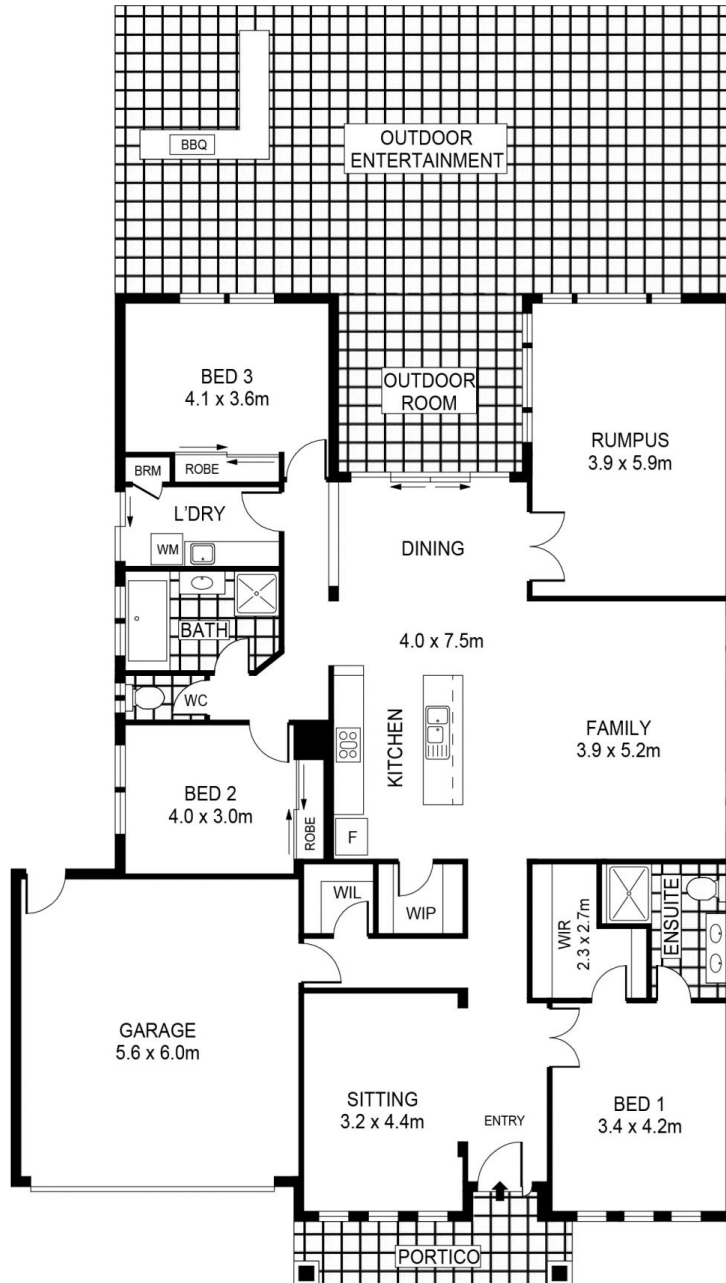 BBQ
OUTDOOR
ENTERTAINMENT
BED 3
4.1 x 3.6m
OUTDOOR
ROOM
RUMPUS
3.9 x 5.9m
BRM
ROBE
L'DRY
WM
DINING
BATH
4.0 x 7.5m
WC
KITCHEN
FAMILY
3.9 x 5.2m
BED 2
4.0 x 3.0m
ROBE
F
WIL
WIP
WIR
2.3 x 2.7m
ENSUITE
GARAGE
5.6 x 6.0m
SITTING
3.2 x 4.4m
ENTRY
BED 1
3.4 x 4.2m
PORTICO